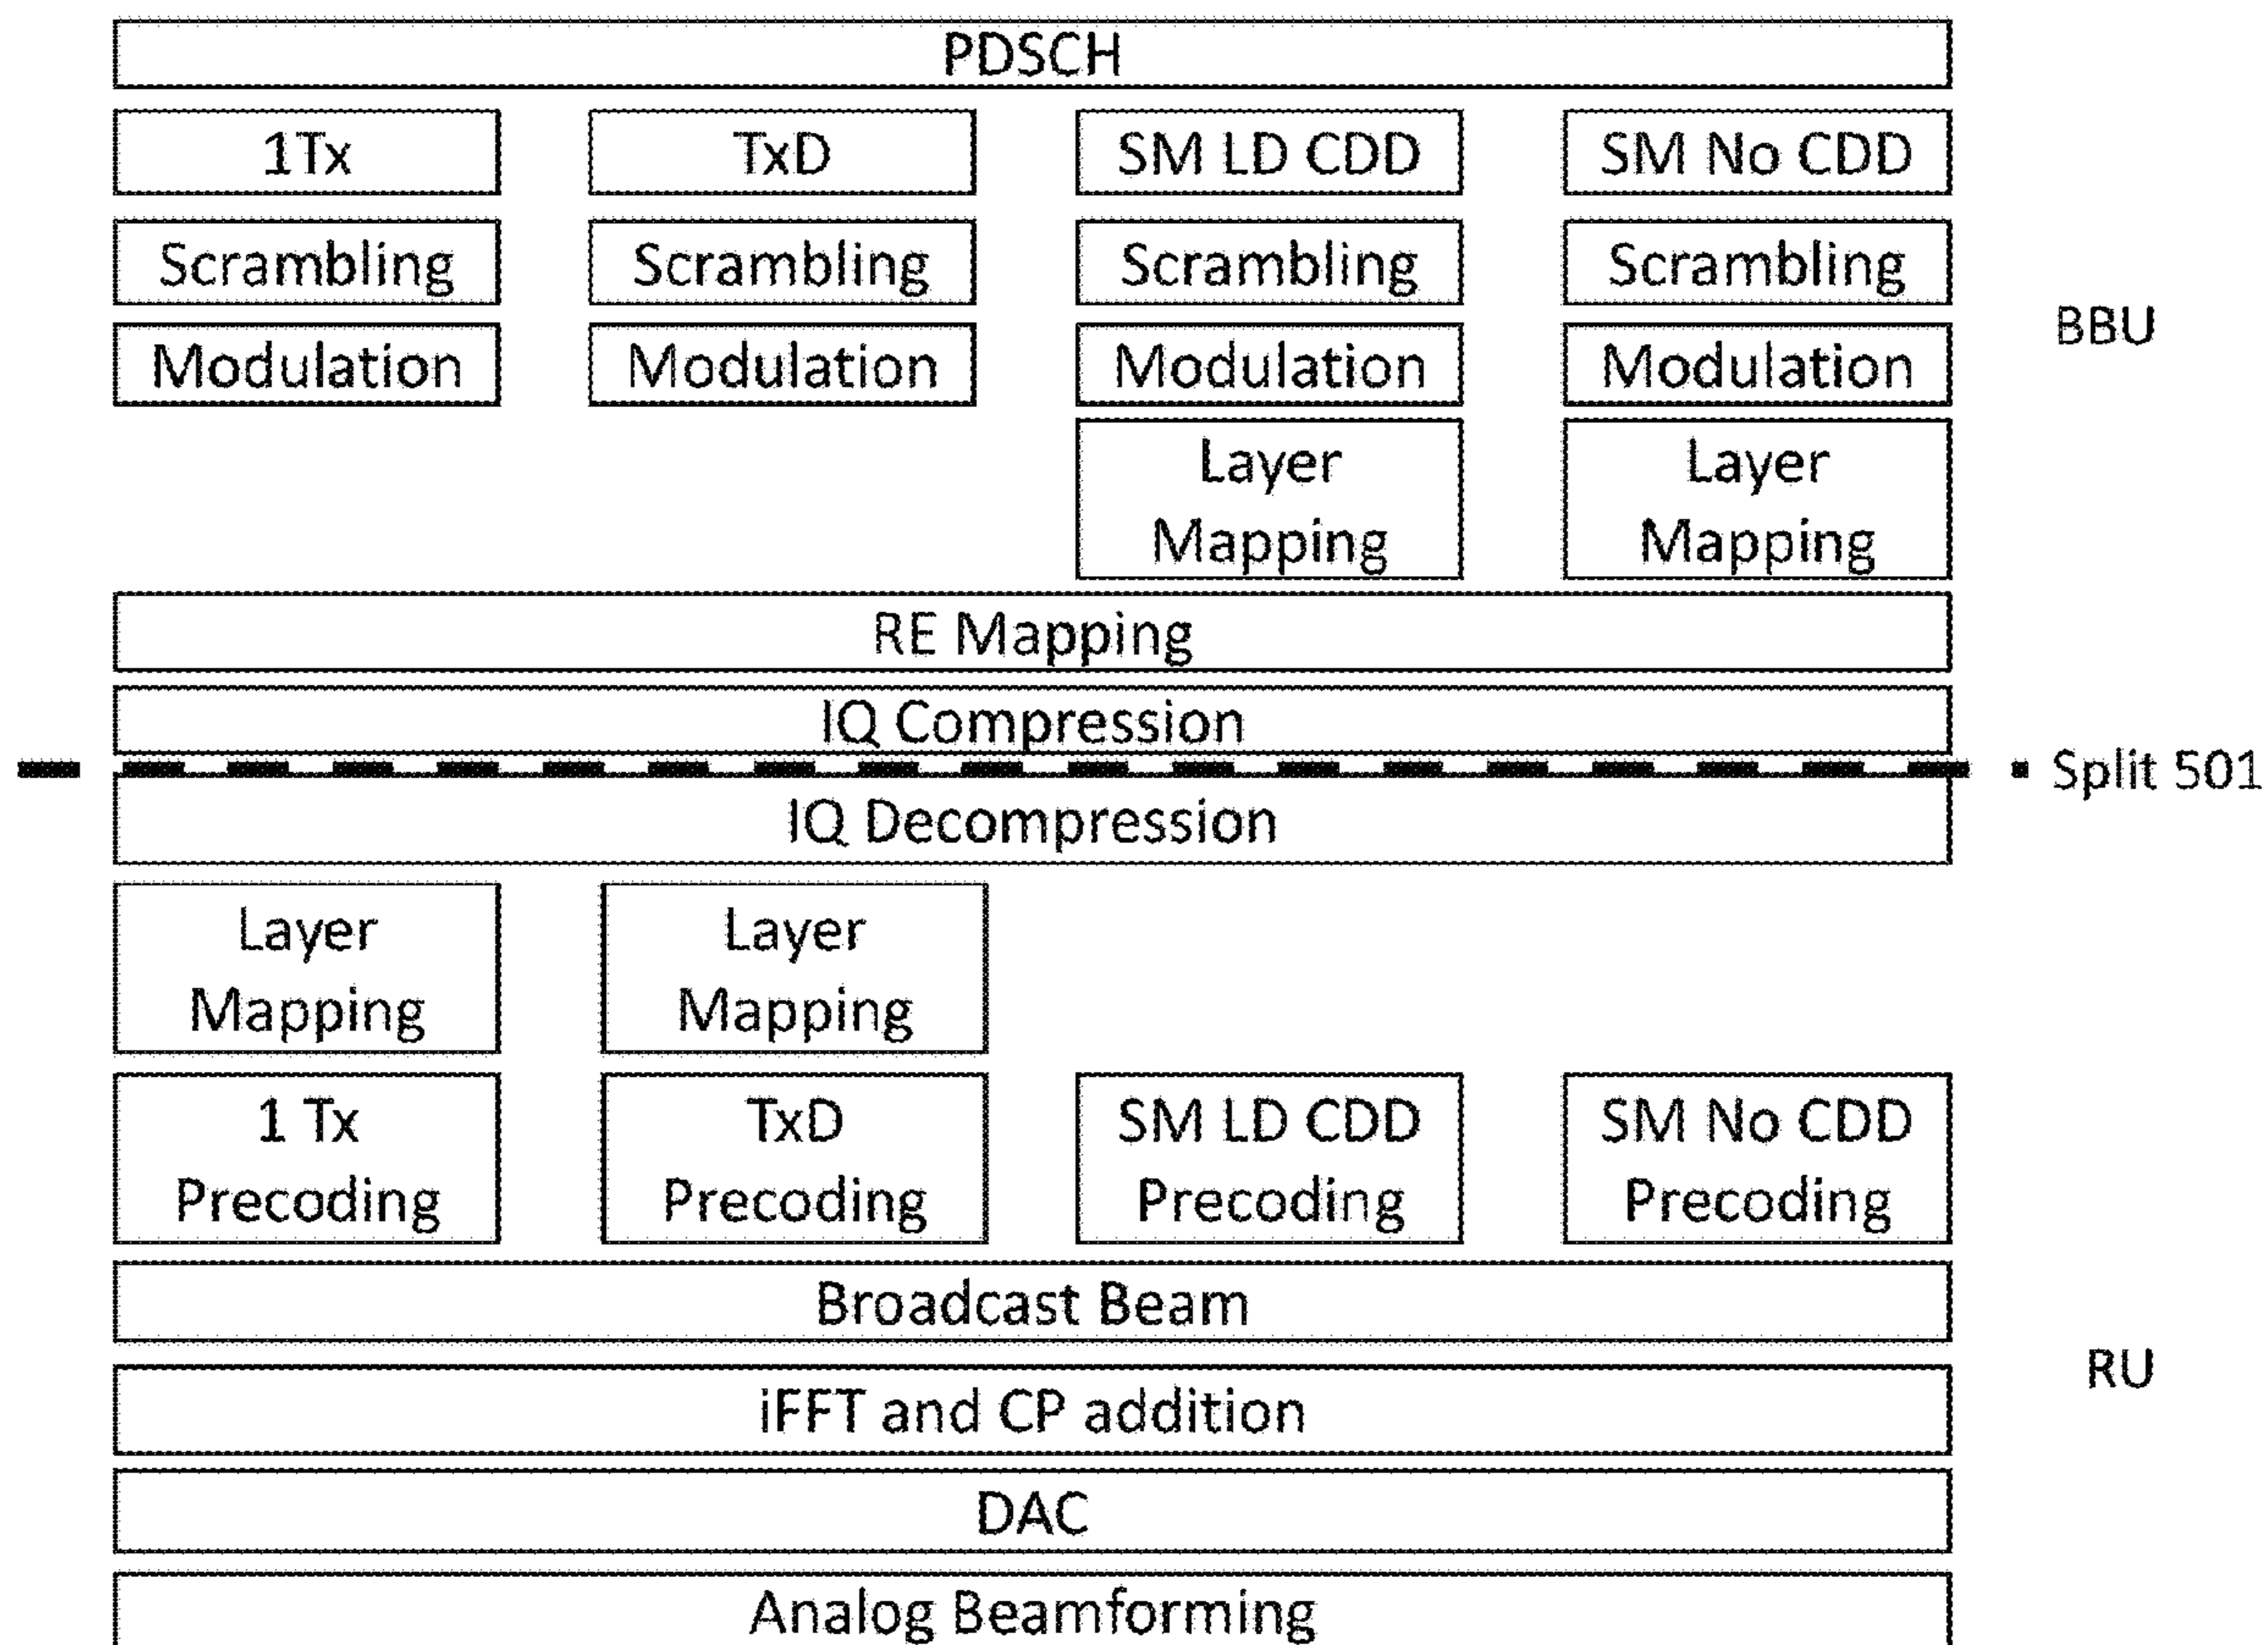 PDSCH
1Tx TxD SM LD CDD SM No CDD
Scrambling Scrambling Scrambling Scrambling
BBU
Modulation Modulation Modulation Modulation
Layer Layer
Mapping Mapping
RE Mapping
IQ Compression
Split 501
IQ Decompression
Layer Layer
Mapping Mapping
1 Tx TxD SM LD CDD SM No CDD
Precoding Precoding Precoding Precoding
Broadcast Beam
RU
iFFT and CP addition
DAC
Analog Beamforming